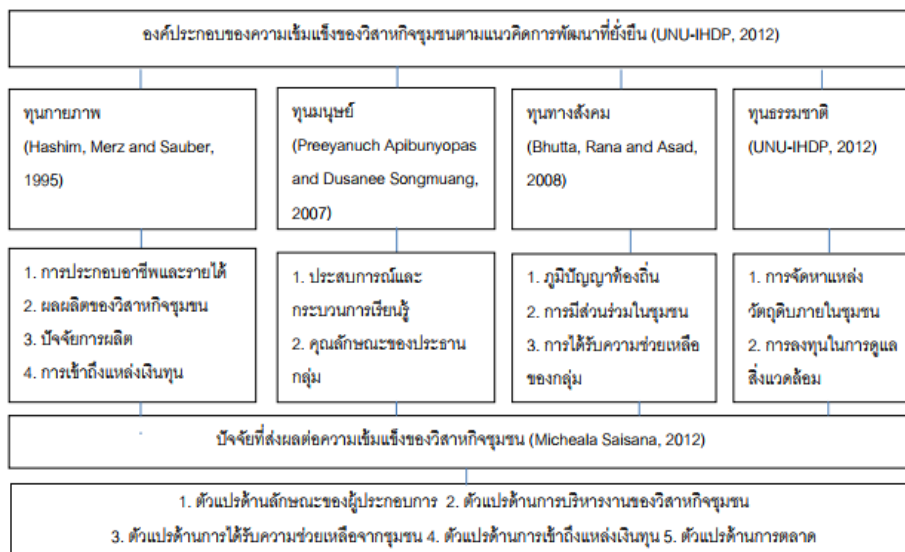 องค์ประกอบของความเข้มแข็งของวิสาหกิจชุมชนตามแนวคิดการพัฒนาที่ยั่งยืน (UNU-IHDP, 2012)
ทุนกายภาพ
(Hashim, Merz and Sauber,
1995)
ทุนมนุษย์
(Preeyanuch Apibunyopas
and Dusanee Songmuang,
2007)
ทุนทางสังคม
(Bhutta, Rana and Asad,
2008)
ทุนธรรมชาติ
(UNU-IHDP, 2012)
1. การประกอบอาชีพและรายได้
2. ผลผลิตของวิสาหกิจชุมชน
3. ปัจจัยการผลิต
4. การเข้าถึงแหล่งเงินทุน
1. ประสบการณ์และ
กระบวนการเรียนรู้
2. คุณลักษณะของประธาน
กลุ่ม
1. ภูมิปัญญาท้องถิ่น
2. การมีส่วนร่วมในชุมชน
3. การได้รับความช่วยเหลือ
ของกลุ่ม
1. การจัดหาแหล่ง
วัตถุดิบภายในชุมชน
2. การลงทุนในการดูแล
สิ่งแวดล้อม
ปัจจัยที่ส่งผลต่อความเข้มแข็งของวิสาหกิจชุมชน (Micheala Saisana, 2012)
1. ตัวแปรด้านลักษณะของผู้ประกอบการ 2. ตัวแปรด้านการบริหารงานของวิสาหกิจชุมชน
3. ตัวแปรด้านการได้รับความช่วยเหลือจากชุมชน 4. ตัวแปรด้านการเข้าถึงแหล่งเงินทุน 5. ตัวแปรด้านการตลาด